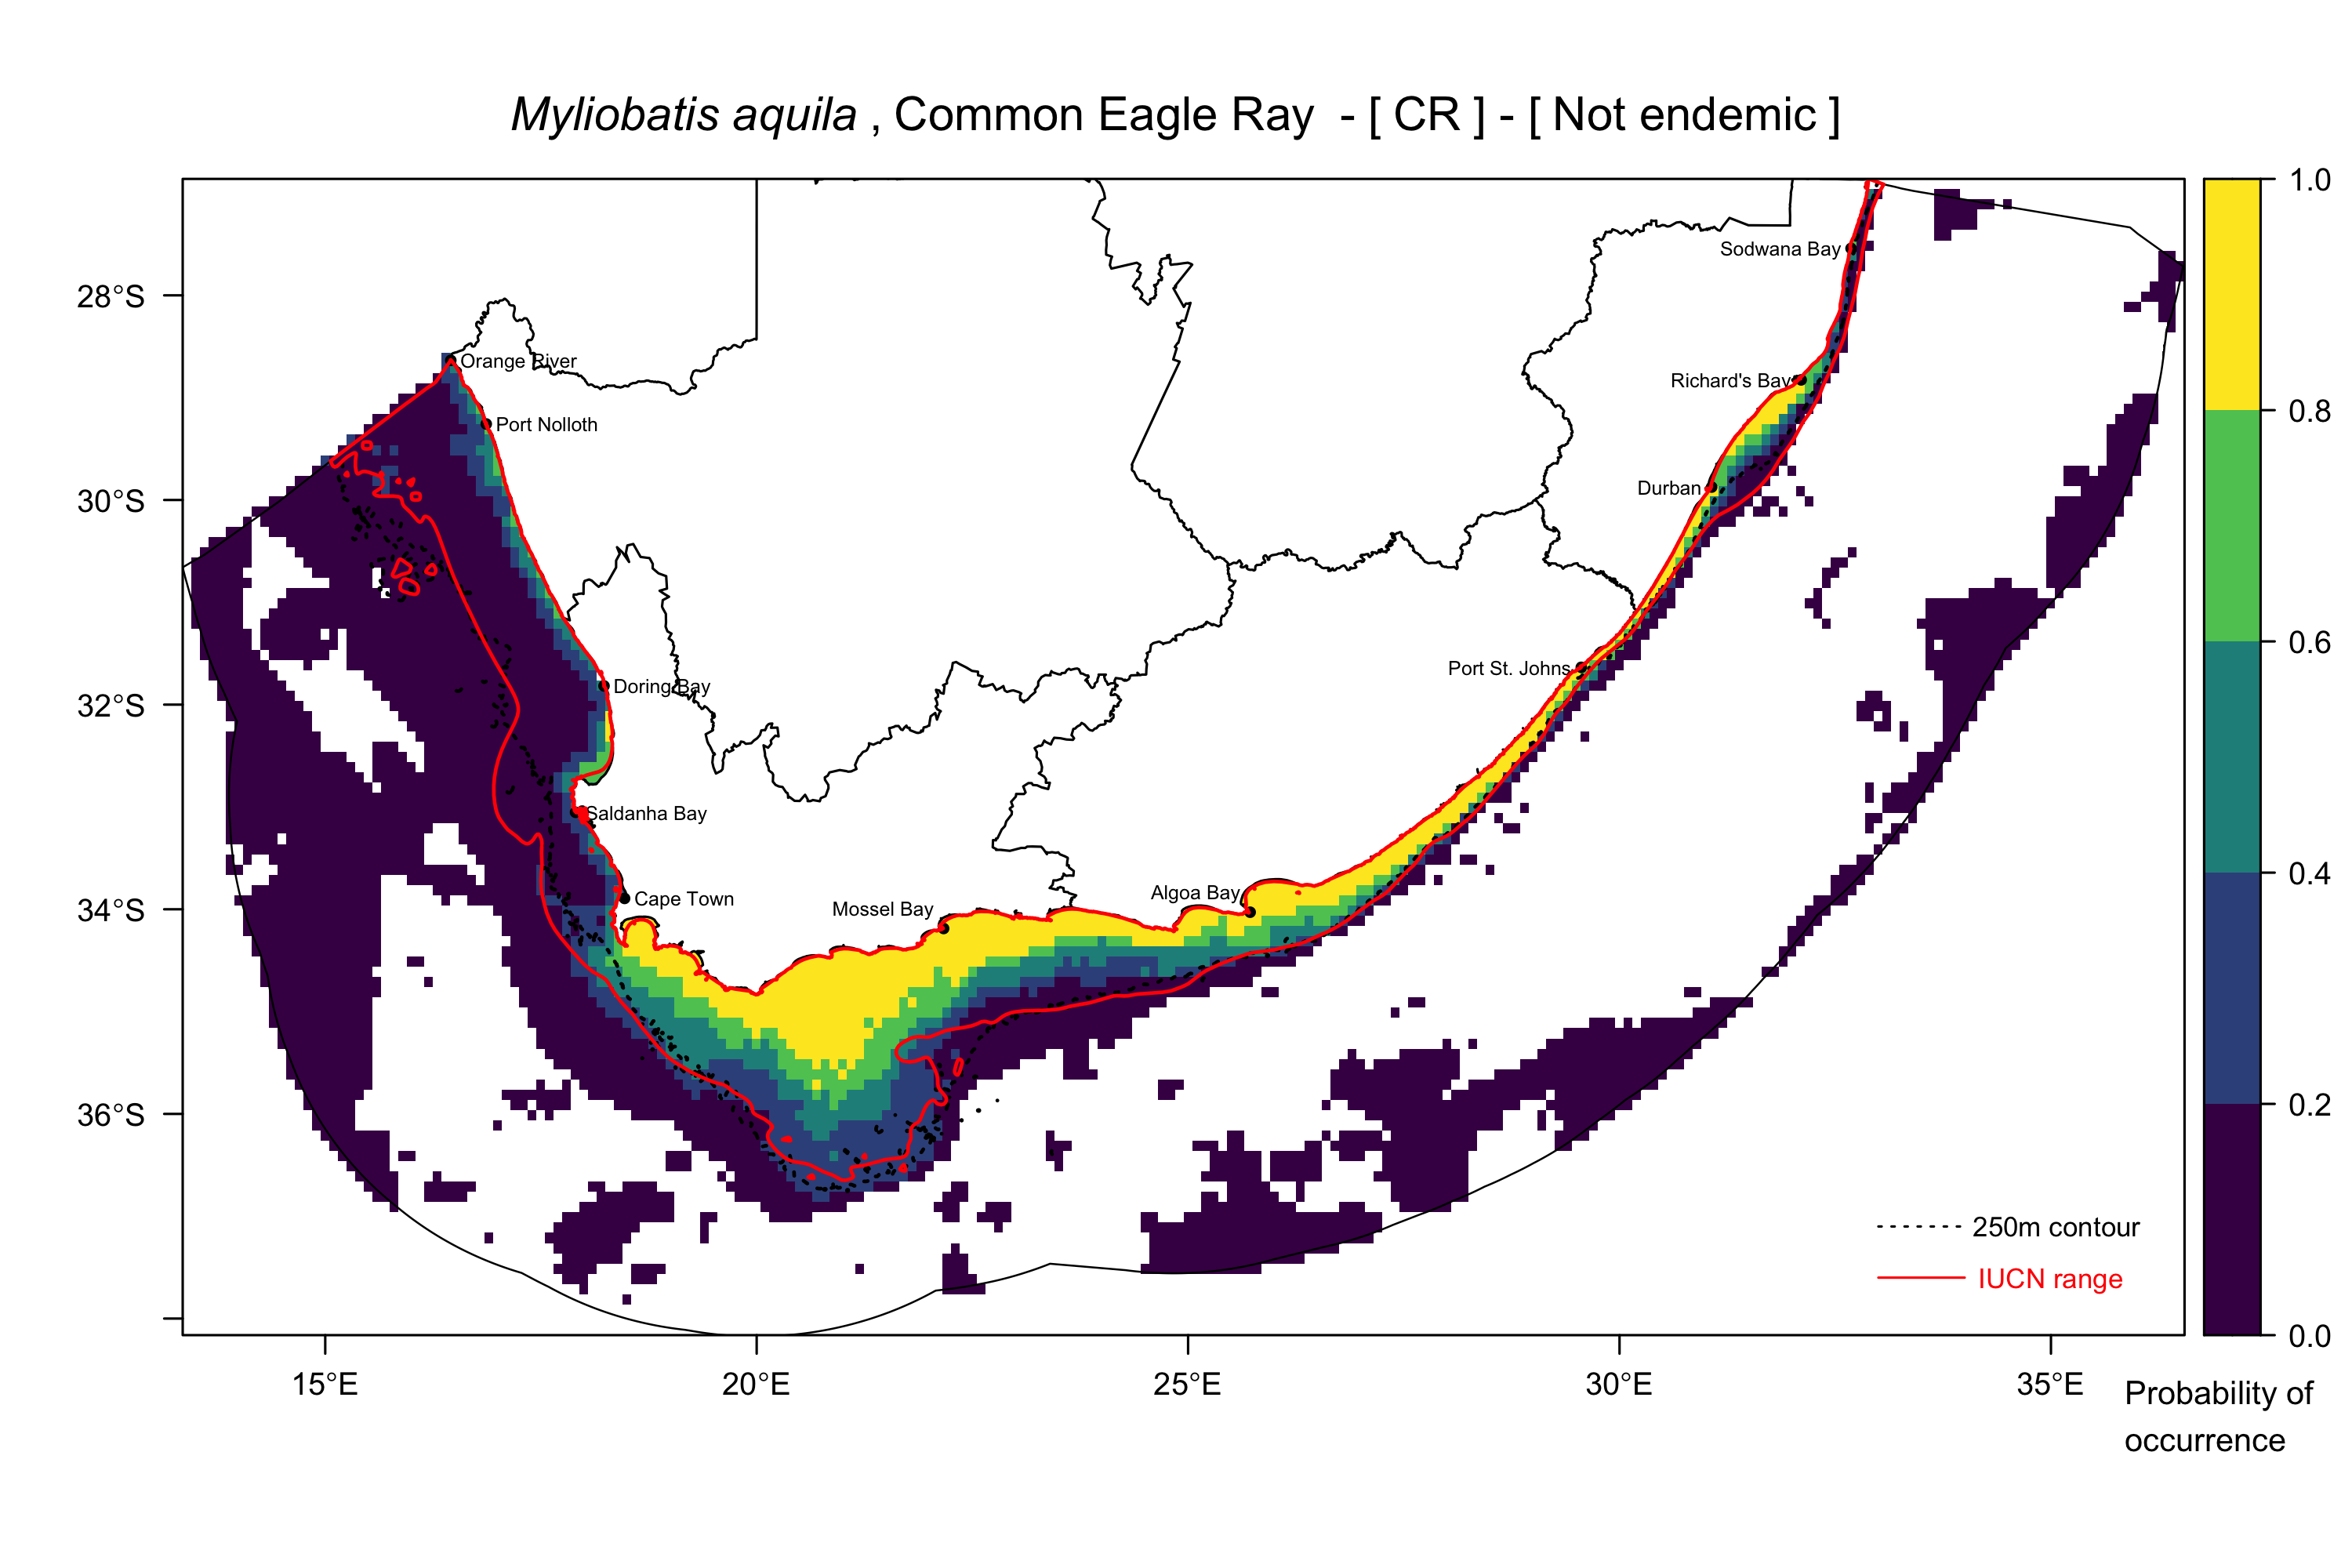 Myliobatis aquila , Common Eagle Ray - [ CR ] - [ Not endemic ]
1.0
Sodwana Bay
28°S
Orange River
Richard's Bay
0.8
Port Nolloth
Durban
30°S
0.6
Port St. Johns
Doring Bay
32°S
Saldanha Bay
0.4
Algoa Bay
Cape Town
Mossel Bay
34°S
0.2
36°S
250m contour
IUCN range
0.0
15°E
20°E
25°E
30°E
35°E
Probability of
occurrence